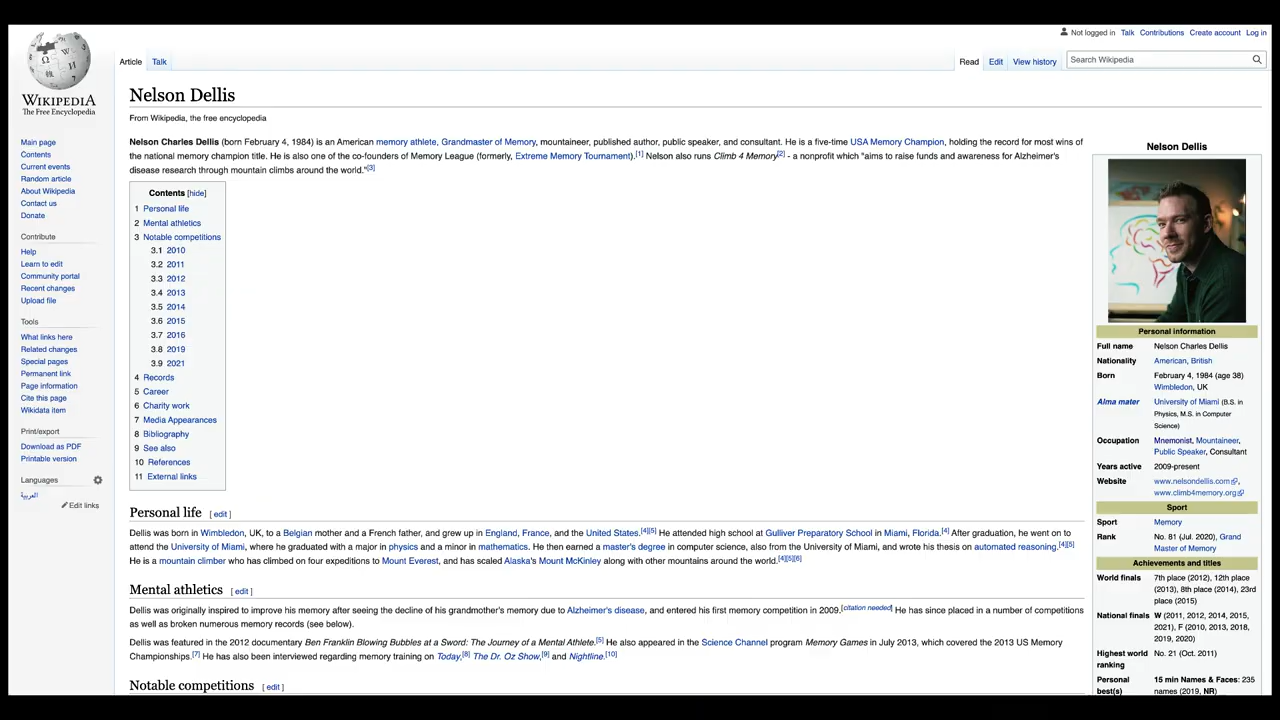 Not logged in Talk Contributions Create account Log in
Article Talk
Read Edit View history
Search Wikipedia
WIKIPEDIA
The Free Encyclopedia
Main page
Contents
Current events
Random article
About Wikipedia
Contact us
Donate
Contribute
Help
Learn to edit
Community portal
Recent changes
Upload file
Tools
What links here
Related changes
Special pages
Permanent link
Page information
Cite this page
Wikidata item
Print/export
Download as PDF
Printable version
Languages
العربية
Edit links
Nelson Dellis
From Wikipedia, the free encyclopedia
Nelson Charles Dellis (born February 4, 1984) is an American memory athlete, Grandmaster of Memory, mountaineer, published author, public speaker, and consultant. He is a five-time USA Memory Champion, holding the record for most wins of
the national memory champion title. He is also one of the co-founders of Memory League (formerly, Extreme Memory Tournament).[1] Nelson also runs Climb 4 Memory[2] - a nonprofit which "aims to raise funds and awareness for Alzheimer's
disease research through mountain climbs around the world."[3]
Contents [hide]
1 Personal life
2 Mental athletics
3 Notable competitions
3.1 2010
3.2 2011
3.3 2012
3.4 2013
3.5 2014
3.6 2015
3.7 2016
3.8 2019
3.9 2021
4 Records
5 Career
6 Charity work
7 Media Appearances
8 Bibliography
9 See also
10 References
11 External links
Personal life [ edit ]
Dellis was born in Wimbledon, UK, to a Belgian mother and a French father, and grew up in England, France, and the United States.[4][5] He attended high school at Gulliver Preparatory School in Miami, Florida.[4] After graduation, he went on to
attend the University of Miami, where he graduated with a major in physics and a minor in mathematics. He then earned a master's degree in computer science, also from the University of Miami, and wrote his thesis on automated reasoning.[4][5]
He is a mountain climber who has climbed on four expeditions to Mount Everest, and has scaled Alaska's Mount McKinley along with other mountains around the world.[4][5][6]
Mental athletics [ edit ]
Dellis was originally inspired to improve his memory after seeing the decline of his grandmother's memory due to Alzheimer's disease, and entered his first memory competition in 2009.[citation needed] He has since placed in a number of competitions
as well as broken numerous memory records (see below).
Dellis was featured in the 2012 documentary Ben Franklin Blowing Bubbles at a Sword: The Journey of a Mental Athlete.[5] He also appeared in the Science Channel program Memory Games in July 2013, which covered the 2013 US Memory
Championships.[7] He has also been interviewed regarding memory training on Today,[8] The Dr. Oz Show,[9] and Nightline.[10]
Notable competitions [ edit ]
Nelson Dellis
Personal information
Full name Nelson Charles Dellis
Nationality American, British
Born February 4, 1984 (age 38)
Wimbledon, UK
Alma mater University of Miami (B.S. in
Physics, M.S. in Computer
Science)
Occupation Mnemonist, Mountaineer,
Public Speaker, Consultant
Years active 2009-present
Website www.nelsondellis.com
www.climb4memory.org
Sport
Sport Memory
Rank No. 81 (Jul. 2020), Grand
Master of Memory
Achievements and titles
World finals 7th place (2012), 12th place
(2013), 8th place (2014), 23rd
place (2015)
National finals W (2011, 2012, 2014, 2015,
2021), F (2010, 2013, 2018,
2019, 2020)
Highest world No. 21 (Oct. 2011)
ranking
Personal 15 min Names & Faces: 235
best(s) names (2019, NR)